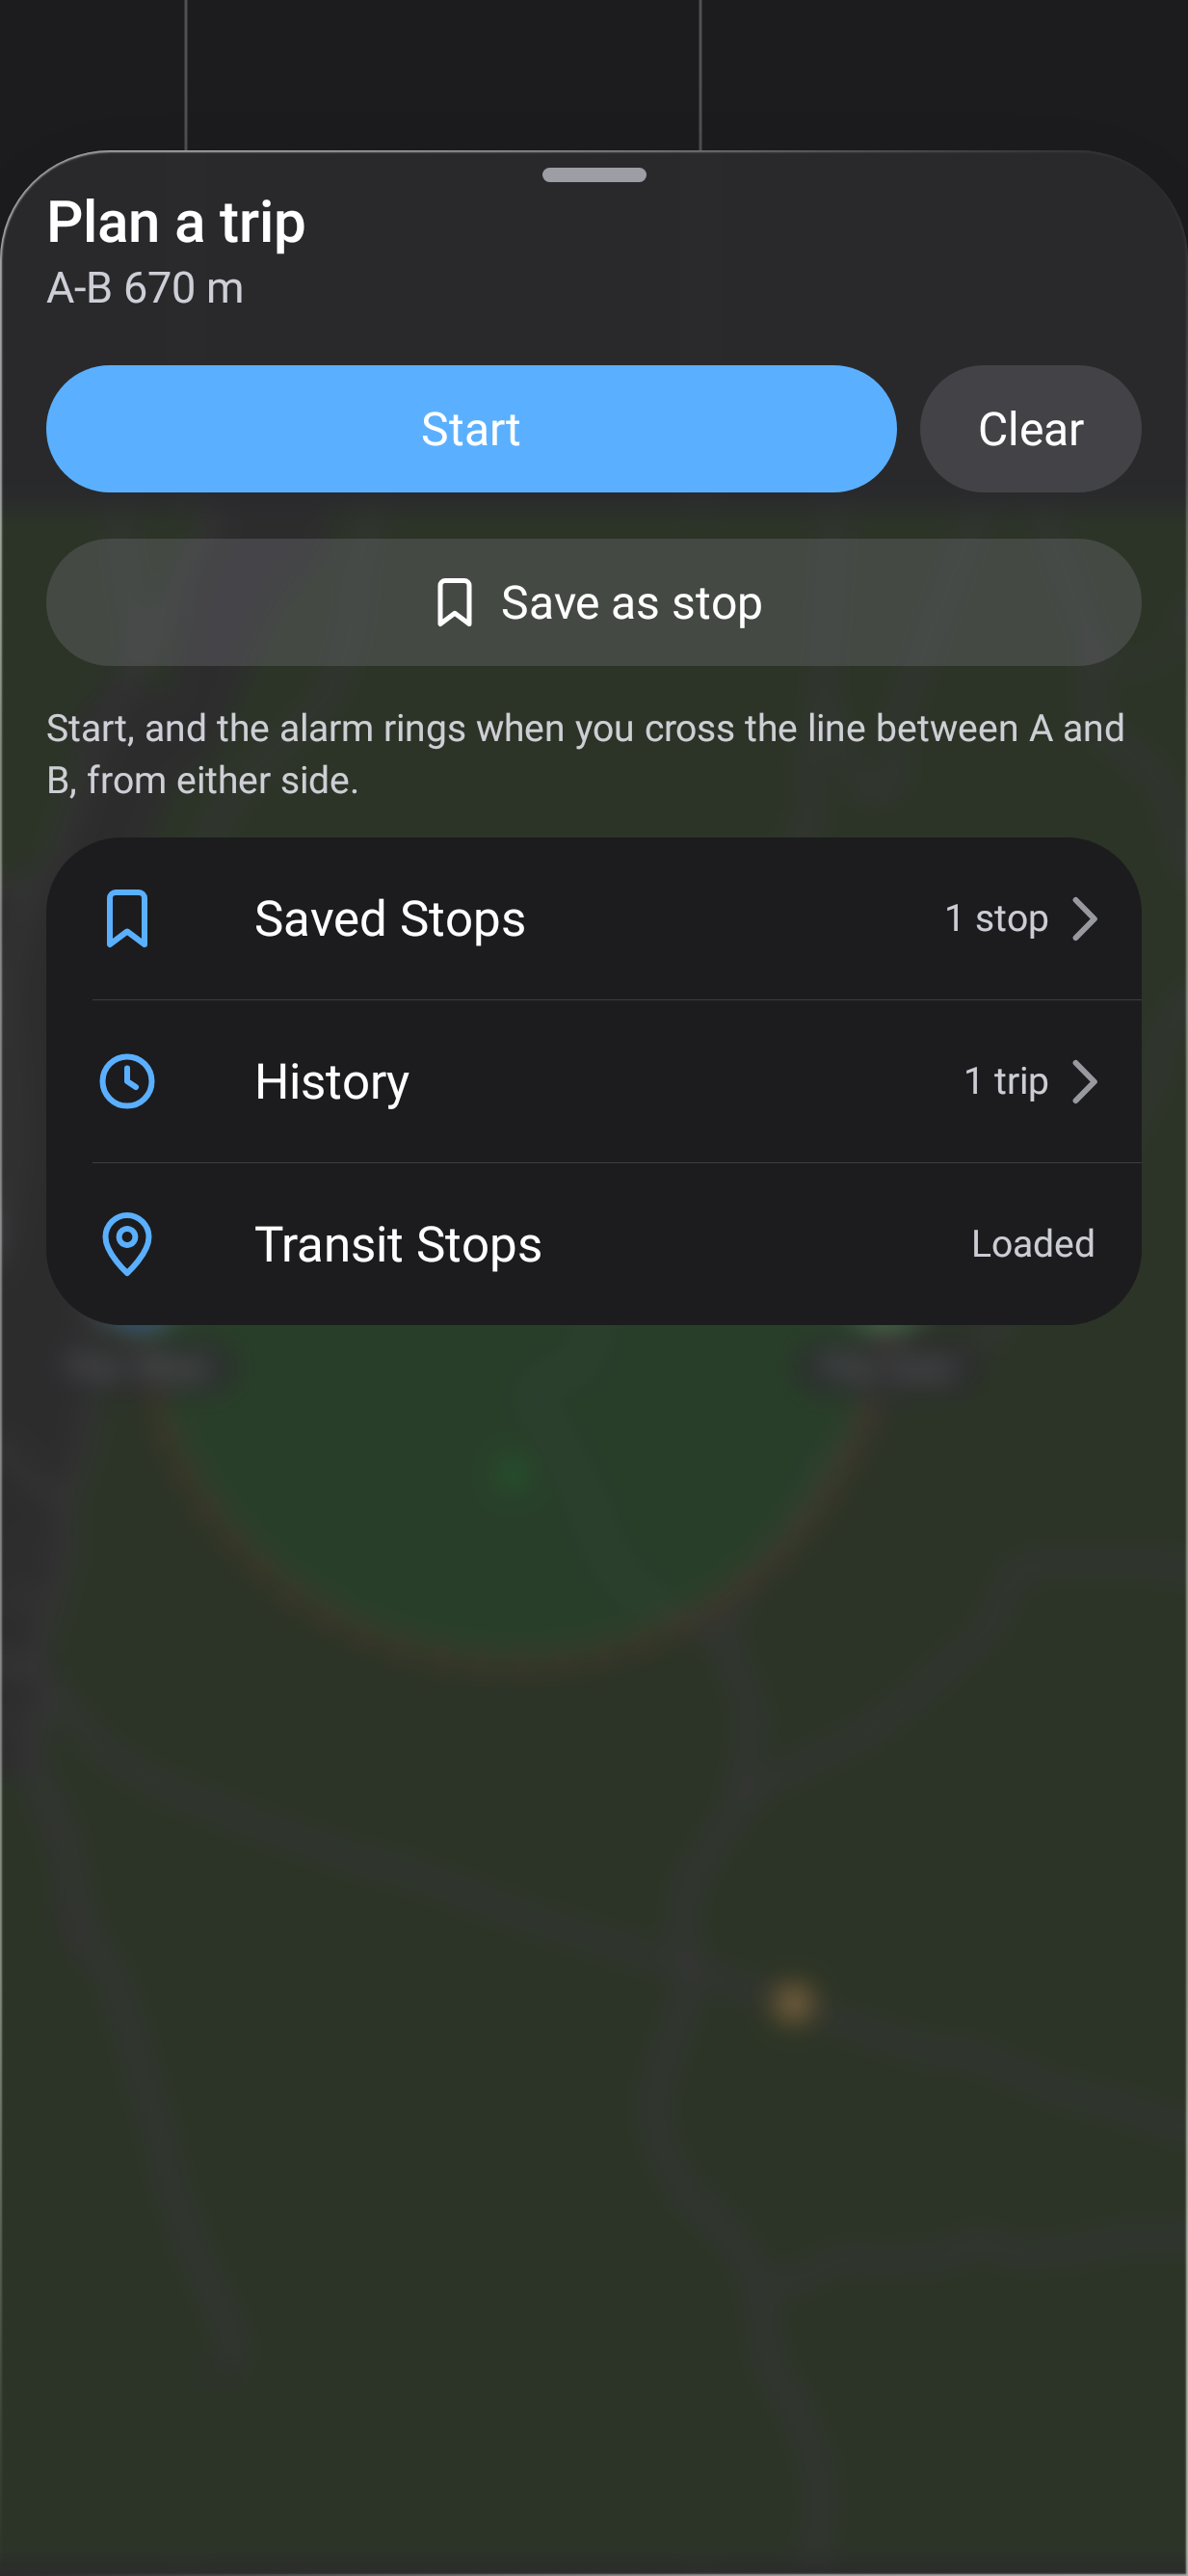 Plan a trip
A-B 670 m
Start
Clear
Save as stop
Start, and the alarm rings when you cross the line between A and
B, from either side.
Saved Stops
1 stop
History
1 trip
Transit Stops
Loaded